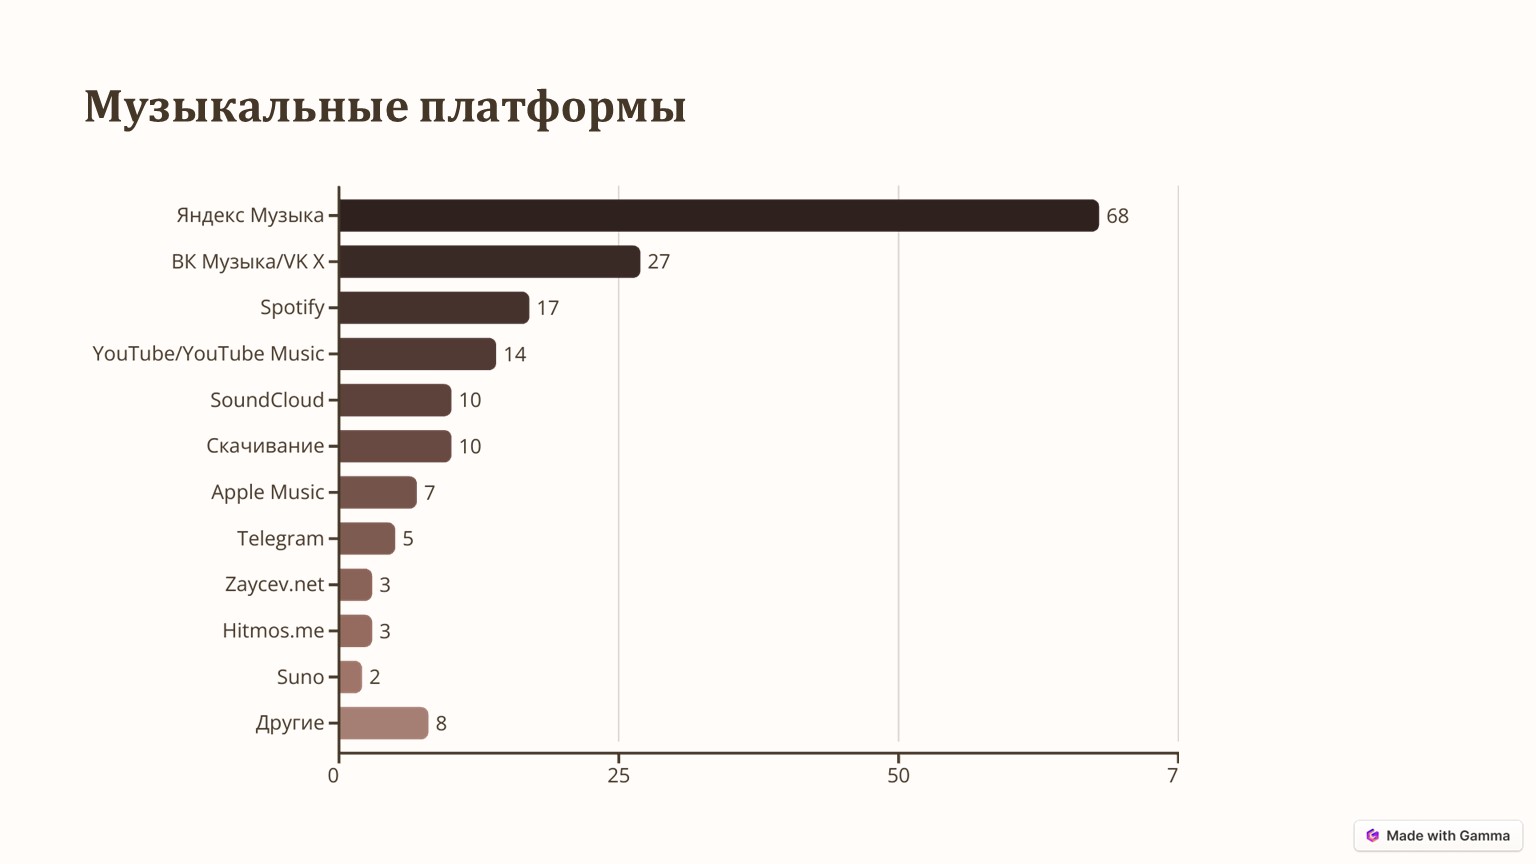 Музыкальные платформы
Яндекс Музыка 68
ВК Музыка/VK X 27
Spotify 17
YouTube/YouTube Music 14
SoundCloud 10
Скачивание 10
Apple Music 7
Telegram 5
Zaycev.net 3
Hitmos.me 3
Suno 2
Другие 8
0 25 50 7
Made with Gamma